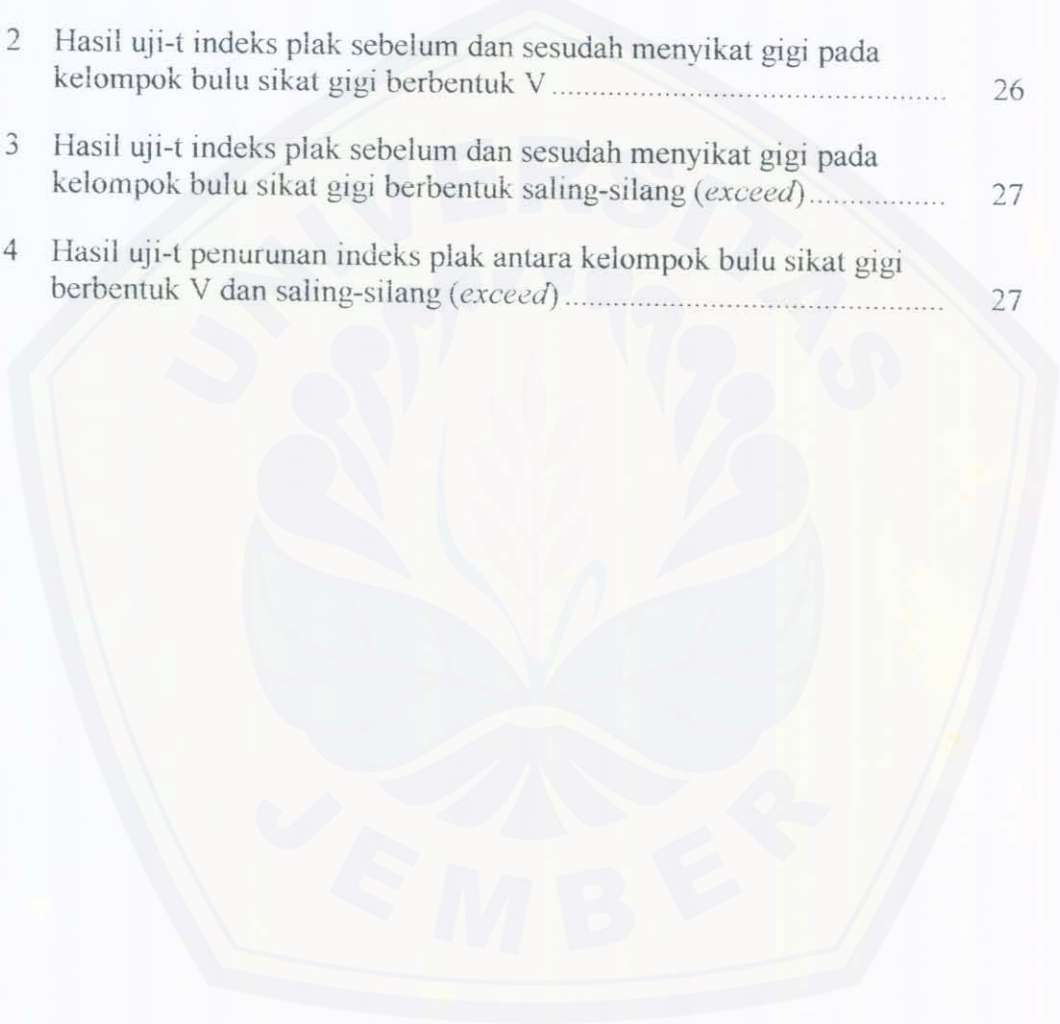 2 Hasil uji-t indeks plak sebelum dan sesudah menyikat gigi pada
kelompok bulu sikat gigi berbentuk V ................................................ 26
3 Hasil uji-t indeks plak sebelum dan sesudah menyikat gigi pada
kelompok bulu sikat gigi berbentuk saling-silang (exceed)................. 27
4 Hasil uji-t penurunan indeks plak antara kelompok bulu sikat gigi
berbentuk V dan saling-silang (exceed) .............................................. 27
UNIVERSITAS
JEMBER